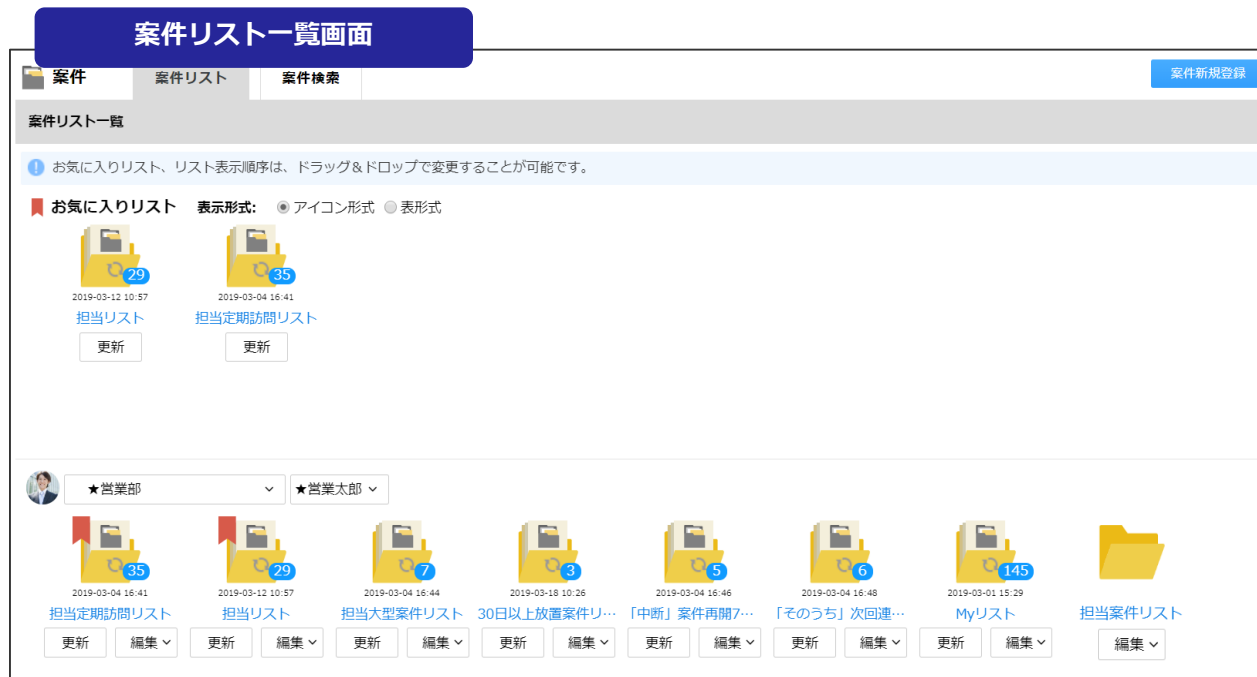 案件リスト一覧画面
案件 案件リスト 案件検索 案件新規登録
案件リスト一覧
お気に入りリスト、リスト表示順序は、ドラッグ＆ドロップで変更することが可能です。
お気に入りリスト 表示形式: アイコン形式 表形式
29 35
2019-03-12 10:57 2019-03-04 16:41
担当リスト 担当定期訪問リスト
更新 更新
★営業部 ★営業太郎
35 29 7 3 5 6 145
2019-03-04 16:41 2019-03-12 10:57 2019-03-04 16:44 2019-03-18 10:26 2019-03-04 16:46 2019-03-04 16:48 2019-03-01 15:29
担当定期訪問リスト 担当リスト 担当大型案件リスト 30日以上放置案件リ… 「中断」案件再開7… 「そのうち」次回連… Myリスト 担当案件リスト
更新 編集 更新 編集 更新 編集 更新 編集 更新 編集 更新 編集 更新 編集 編集